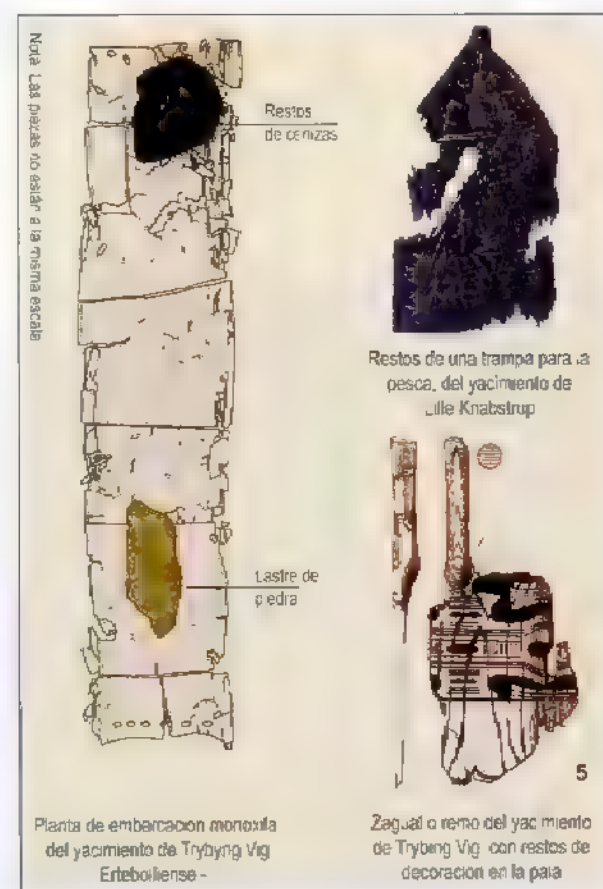 Nota Las piezas no están a la misma escala
Restos
de cenizas
Restos de una trampa para la
pesca, del yacimiento de
Lille Knabstrup
Lastre de
piedra
5
Planta de embarcación monoxila
del yacimiento de Trybyng Vig
Ertebolliense -
Zagual o remo del yacimiento
de Trybing Vig con restos de
decoración en la pala